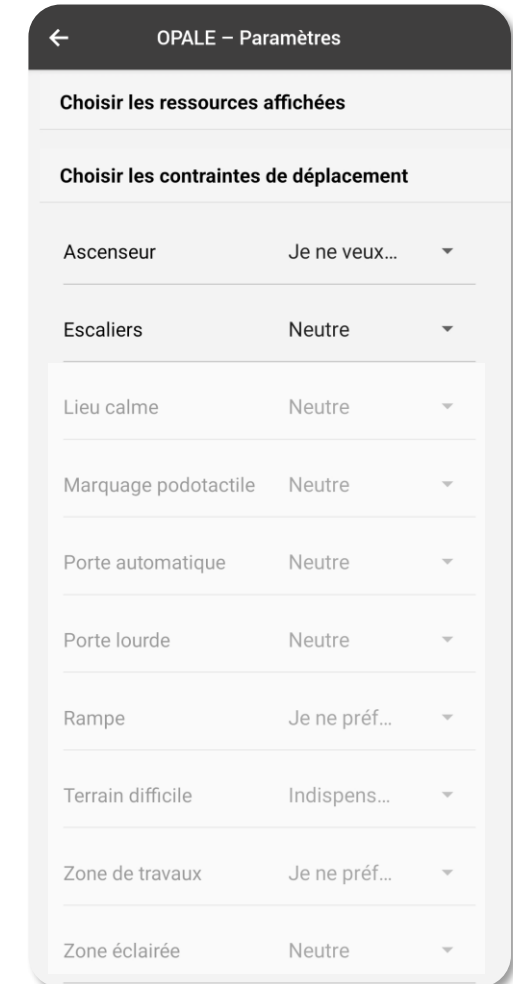 OPALE – Paramètres
Choisir les ressources affichées
Choisir les contraintes de déplacement
Ascenseur Je ne veux...
Escaliers Neutre
Lieu calme Neutre
Marquage podotactile Neutre
Porte automatique Neutre
Porte lourde Neutre
Rampe Je ne préf...
Terrain difficile Indispens...
Zone de travaux Je ne préf...
Zone éclairée Neutre